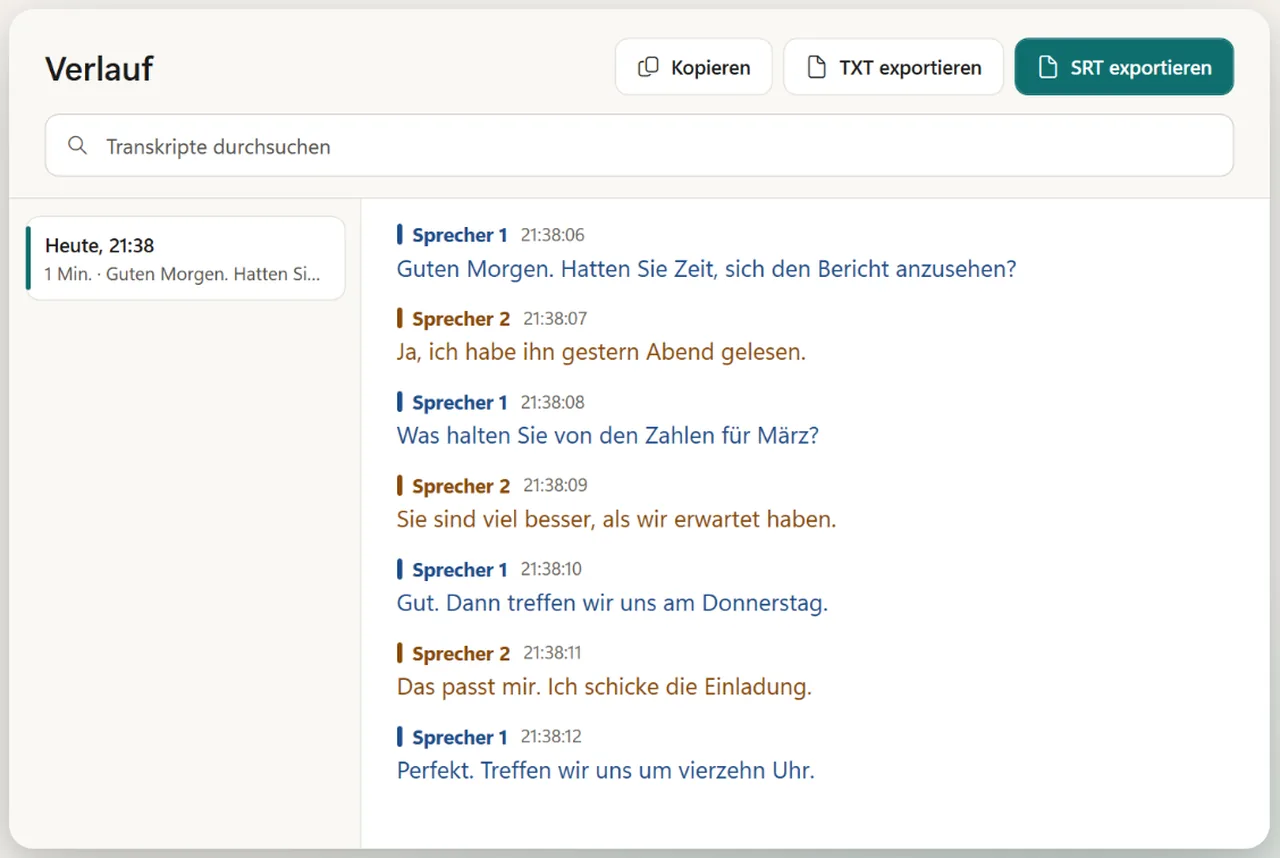 Verlauf
Kopieren
TXT exportieren
SRT exportieren
Transkripte durchsuchen
Heute, 21:38
1 Min. · Guten Morgen. Hatten Si...
Sprecher 1 21:38:06
Guten Morgen. Hatten Sie Zeit, sich den Bericht anzusehen?
Sprecher 2 21:38:07
Ja, ich habe ihn gestern Abend gelesen.
Sprecher 1 21:38:08
Was halten Sie von den Zahlen für März?
Sprecher 2 21:38:09
Sie sind viel besser, als wir erwartet haben.
Sprecher 1 21:38:10
Gut. Dann treffen wir uns am Donnerstag.
Sprecher 2 21:38:11
Das passt mir. Ich schicke die Einladung.
Sprecher 1 21:38:12
Perfekt. Treffen wir uns um vierzehn Uhr.